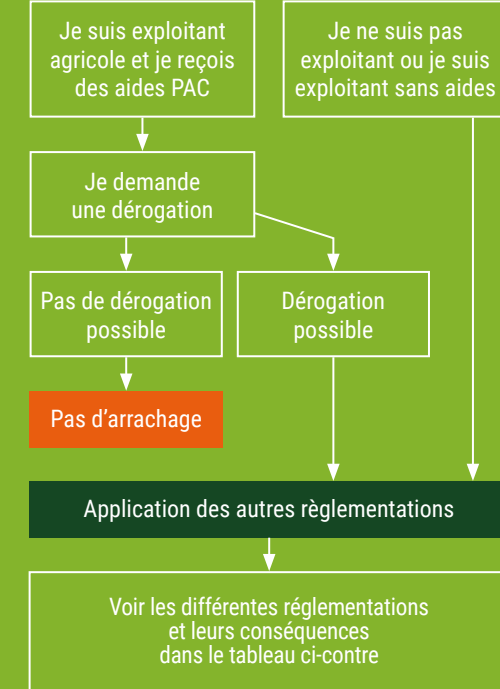 Je suis exploitant
agricole et je reçois
des aides PAC
Je ne suis pas
exploitant ou je suis
exploitant sans aides
Je demande
une dérogation
Pas de dérogation
possible
Dérogation
possible
Pas d’arrachage
Application des autres règlementations
Voir les différentes réglementations
et leurs conséquences
dans le tableau ci-contre